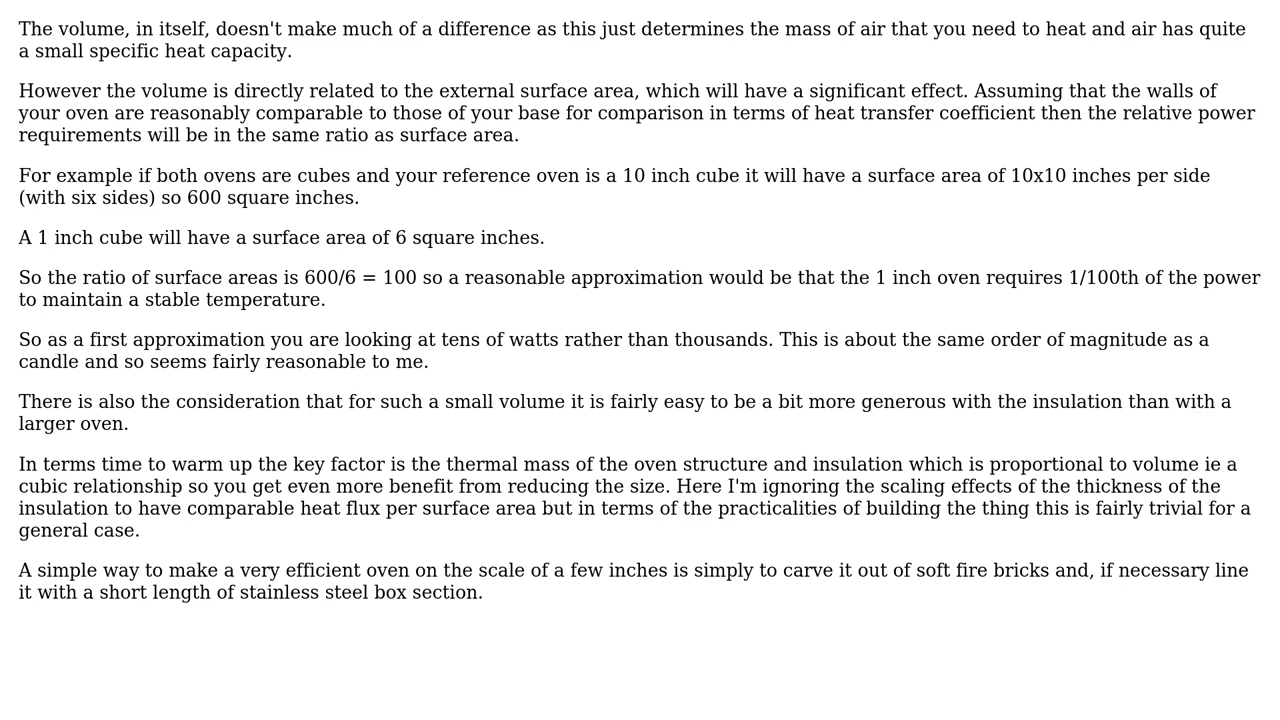 The volume, in itself, doesn't make much of a difference as this just determines the mass of air that you need to heat and air has quite
a small specific heat capacity.
However the volume is directly related to the external surface area, which will have a significant effect. Assuming that the walls of
your oven are reasonably comparable to those of your base for comparison in terms of heat transfer coefficient then the relative power
requirements will be in the same ratio as surface area.
For example if both ovens are cubes and your reference oven is a 10 inch cube it will have a surface area of 10x10 inches per side
(with six sides) so 600 square inches.
A 1 inch cube will have a surface area of 6 square inches.
So the ratio of surface areas is 600/6 = 100 so a reasonable approximation would be that the 1 inch oven requires 1/100th of the power
to maintain a stable temperature.
So as a first approximation you are looking at tens of watts rather than thousands. This is about the same order of magnitude as a
candle and so seems fairly reasonable to me.
There is also the consideration that for such a small volume it is fairly easy to be a bit more generous with the insulation than with a
larger oven.
In terms time to warm up the key factor is the thermal mass of the oven structure and insulation which is proportional to volume ie a
cubic relationship so you get even more benefit from reducing the size. Here I'm ignoring the scaling effects of the thickness of the
insulation to have comparable heat flux per surface area but in terms of the practicalities of building the thing this is fairly trivial for a
general case.
A simple way to make a very efficient oven on the scale of a few inches is simply to carve it out of soft fire bricks and, if necessary line
it with a short length of stainless steel box section.